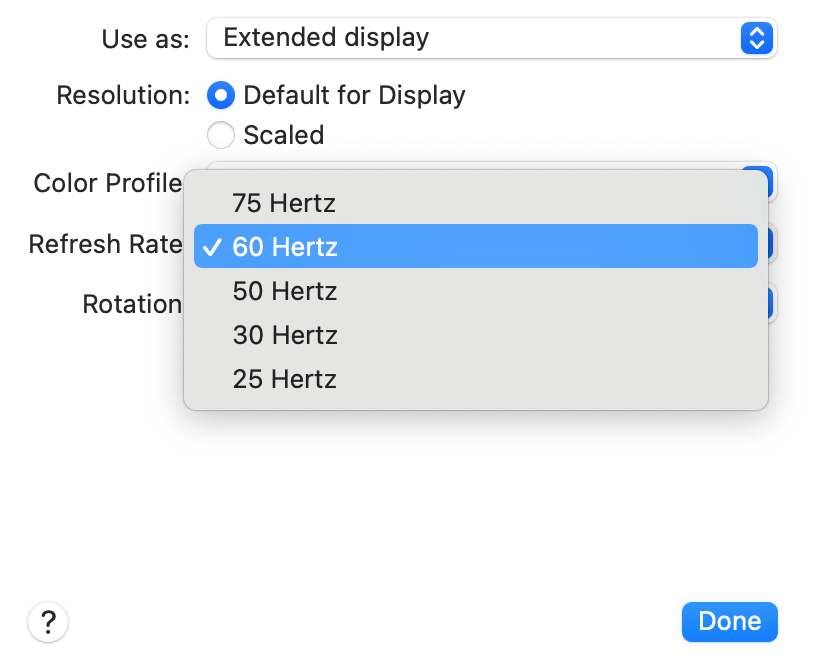 Use as: Extended display
Resolution: Default for Display
Scaled
Color Profile
75 Hertz
Refresh Rate ✓ 60 Hertz
50 Hertz
Rotation
30 Hertz
25 Hertz
? Done